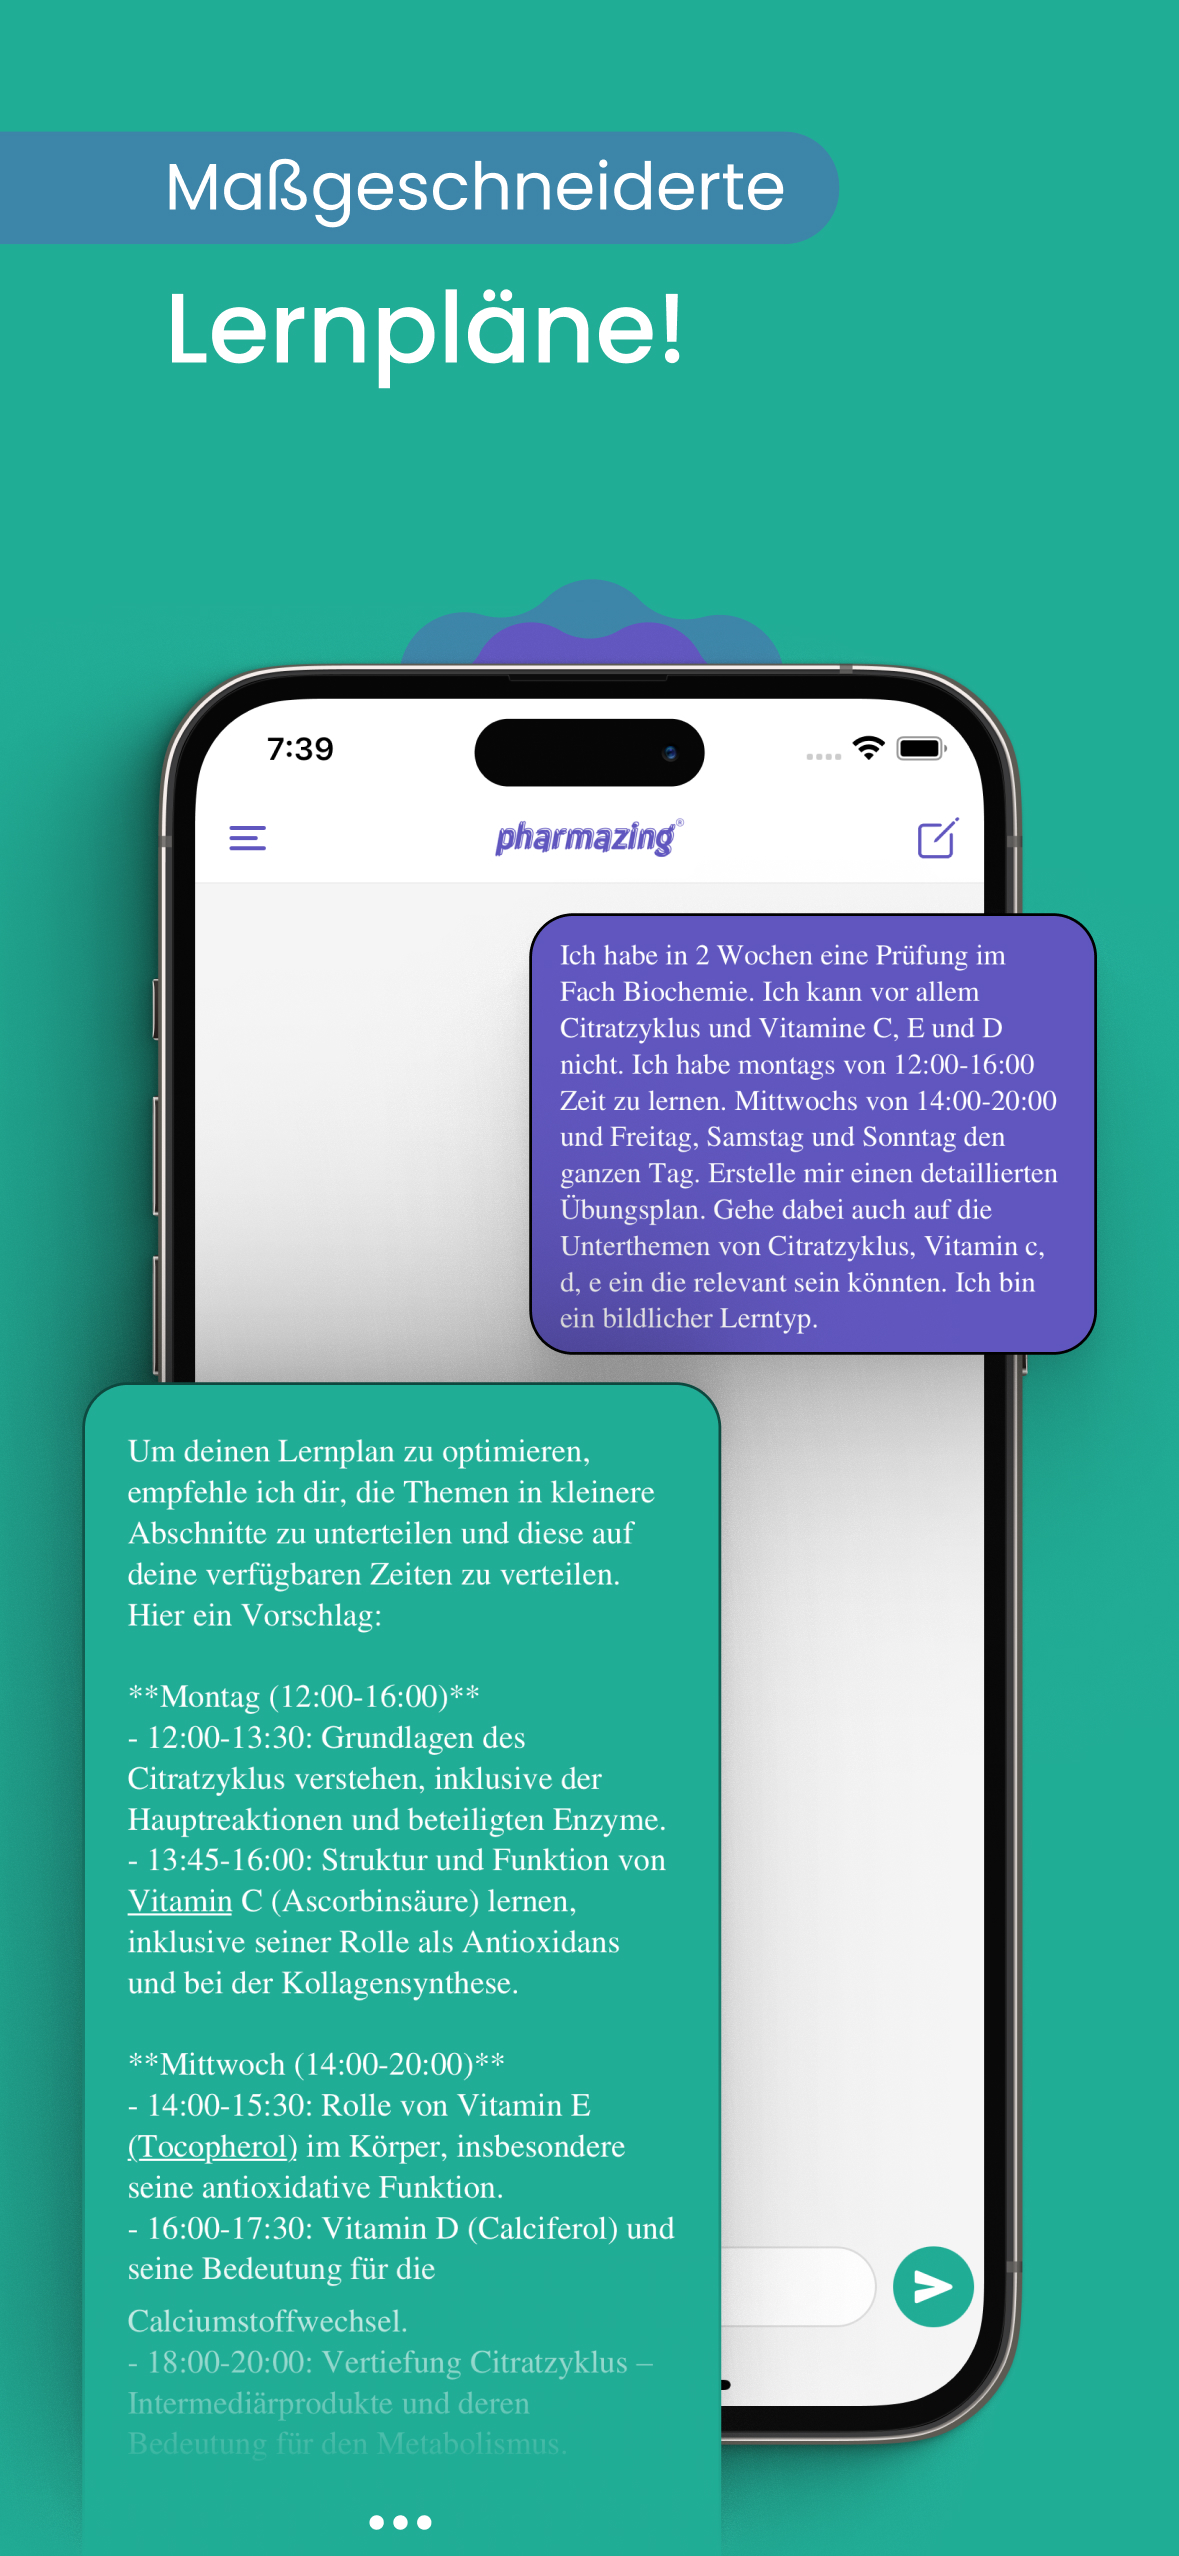 Maßgeschneiderte
Lernpläne!
7:39
pharmazing®
Ich habe in 2 Wochen eine Prüfung im
Fach Biochemie. Ich kann vor allem
Citratzyklus und Vitamine C, E und D
nicht. Ich habe montags von 12:00-16:00
Zeit zu lernen. Mittwochs von 14:00-20:00
und Freitag, Samstag und Sonntag den
ganzen Tag. Erstelle mir einen detaillierten
Übungsplan. Gehe dabei auch auf die
Unterthemen von Citratzyklus, Vitamin c,
d, e ein die relevant sein könnten. Ich bin
ein bildlicher Lerntyp.
Um deinen Lernplan zu optimieren,
empfehle ich dir, die Themen in kleinere
Abschnitte zu unterteilen und diese auf
deine verfügbaren Zeiten zu verteilen.
Hier ein Vorschlag:
**Montag (12:00-16:00)**
- 12:00-13:30: Grundlagen des
Citratzyklus verstehen, inklusive der
Hauptreaktionen und beteiligten Enzyme.
- 13:45-16:00: Struktur und Funktion von
Vitamin C (Ascorbinsäure) lernen,
inklusive seiner Rolle als Antioxidans
und bei der Kollagensynthese.
**Mittwoch (14:00-20:00)**
- 14:00-15:30: Rolle von Vitamin E
(Tocopherol) im Körper, insbesondere
seine antioxidative Funktion.
- 16:00-17:30: Vitamin D (Calciferol) und
seine Bedeutung für die
Calciumstoffwechsel.
- 18:00-20:00: Vertiefung Citratzyklus –
Intermediärprodukte und deren
Bedeutung für den Metabolismus.